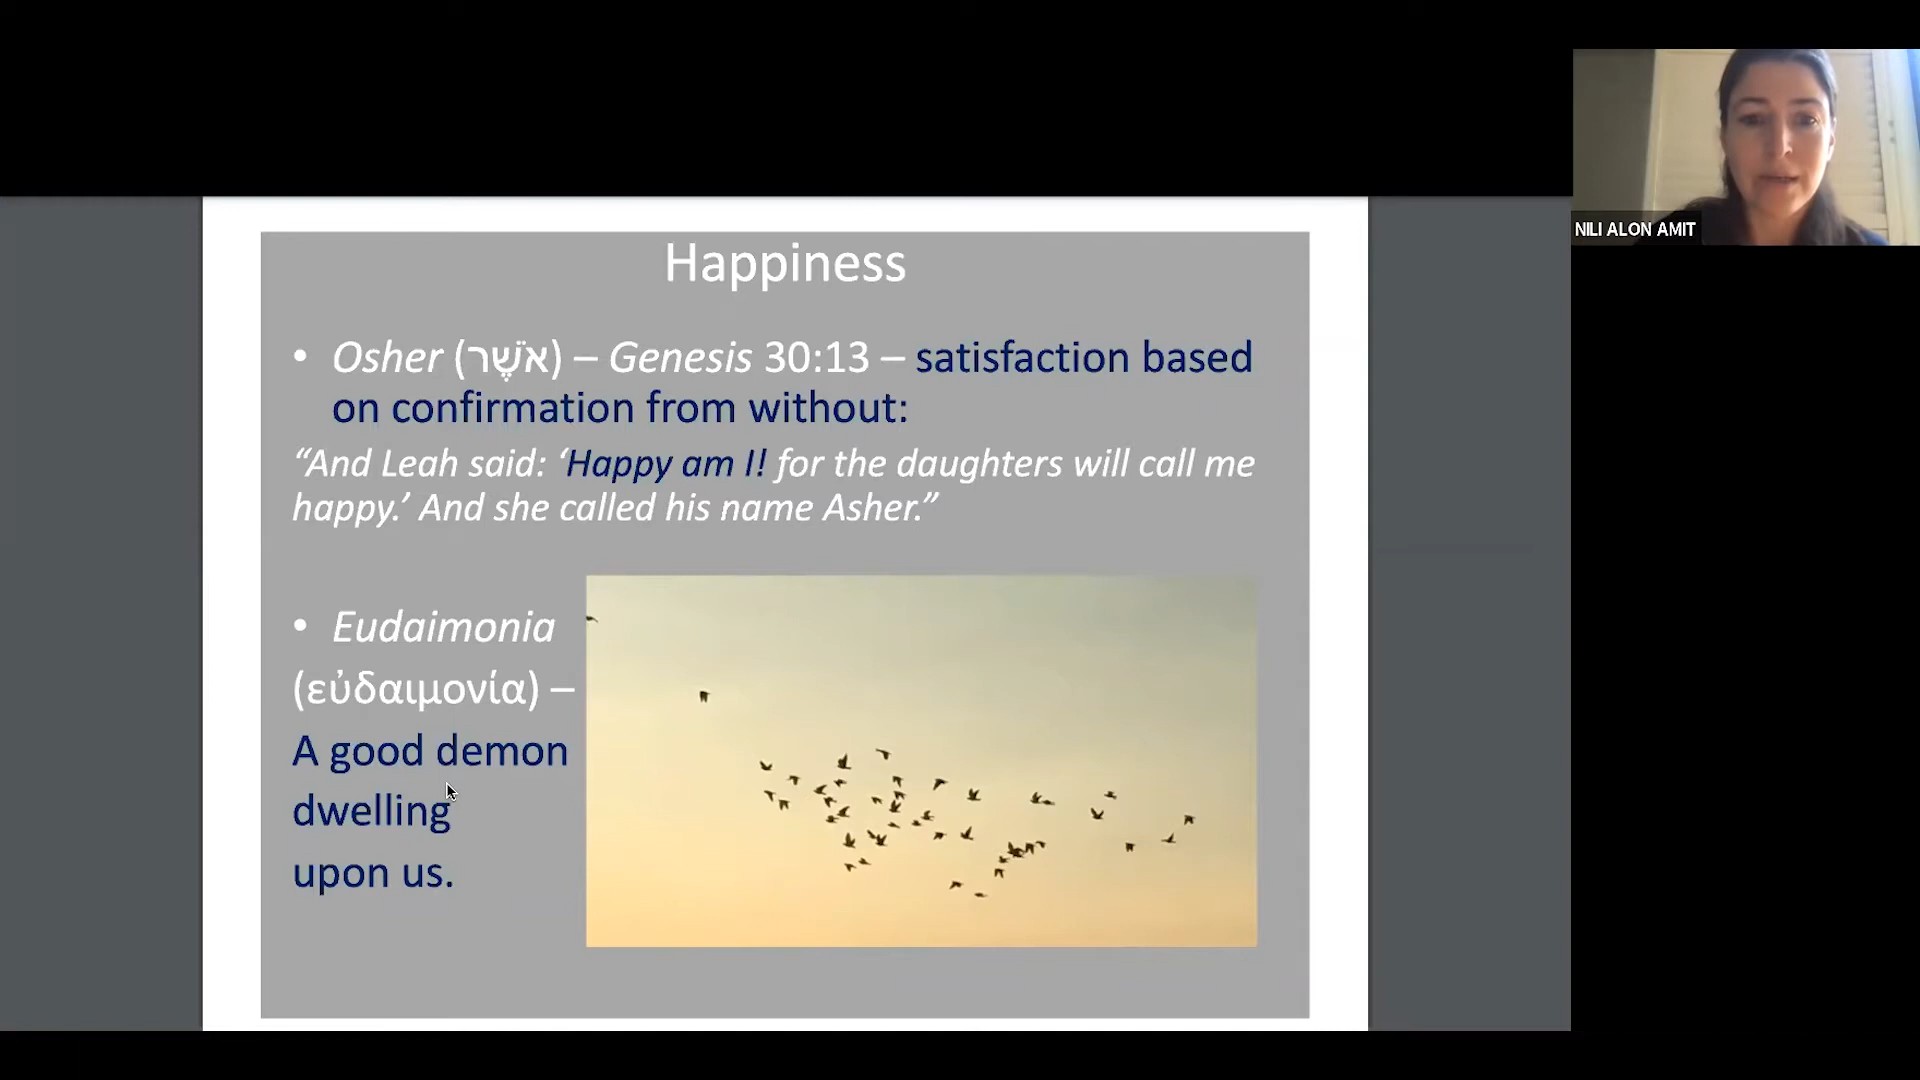 Happiness
• Osher (אֹשֶׁר) – Genesis 30:13 – satisfaction based
on confirmation from without:
“And Leah said: ‘Happy am I! for the daughters will call me
happy.’ And she called his name Asher.”
• Eudaimonia
(εὐδαιμονία) –
A good demon
dwelling
upon us.
NILI ALON AMIT